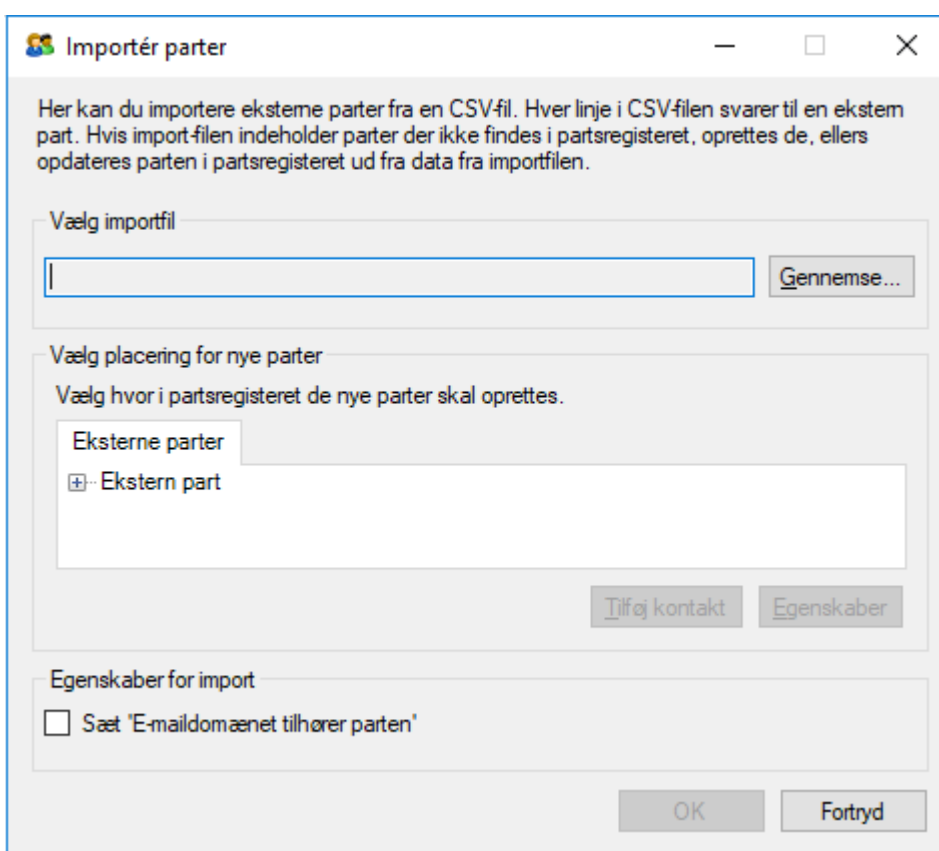 Importér parter
Her kan du importere eksterne parter fra en CSV-fil. Hver linje i CSV-filen svarer til en ekstern
part. Hvis import-filen indeholder parter der ikke findes i partsregisteret, oprettes de, ellers
opdateres parten i partsregisteret ud fra data fra importfilen.
Vælg importfil
Gennemse...
Vælg placering for nye parter
Vælg hvor i partsregisteret de nye parter skal oprettes.
Eksterne parter
Ekstern part
Tilføj kontakt Egenskaber
Egenskaber for import
Sæt 'E-maildomænet tilhører parten'
OK Fortryd